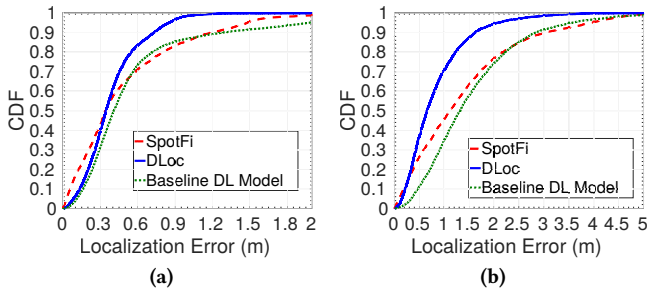 1
0.9
0.8
0.7
0.6
0.5
0.4
0.3
0.2
0.1
0
CDF
SpotFi
DLoc
Baseline DL Model
0 0.3 0.6 0.9 1.2 1.5 1.8 2
Localization Error (m)
(a)
1
0.9
0.8
0.7
0.6
0.5
0.4
0.3
0.2
0.1
0
CDF
SpotFi
DLoc
Baseline DL Model
0 0.5 1 1.5 2 2.5 3 3.5 4 4.5 5
Localization Error (m)
(b)